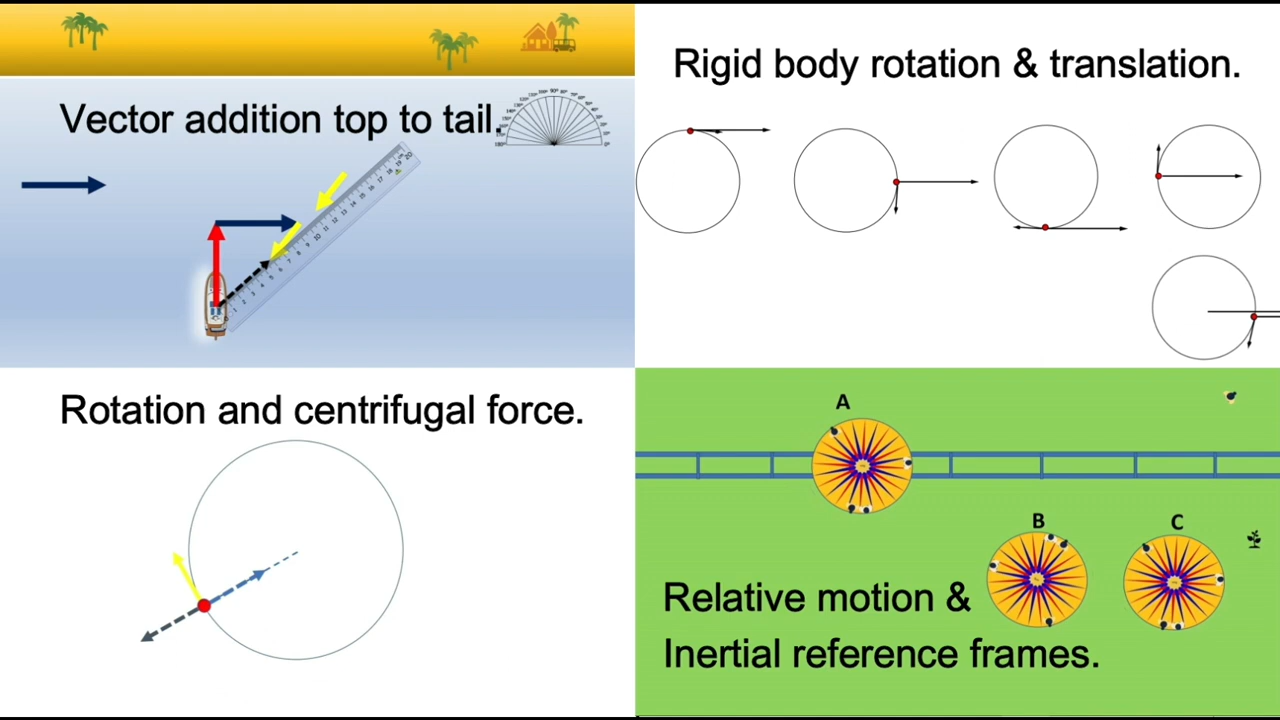 Vector addition top to tail.
Rigid body rotation & translation.
Rotation and centrifugal force.
A
B
C
Relative motion &
Inertial reference frames.